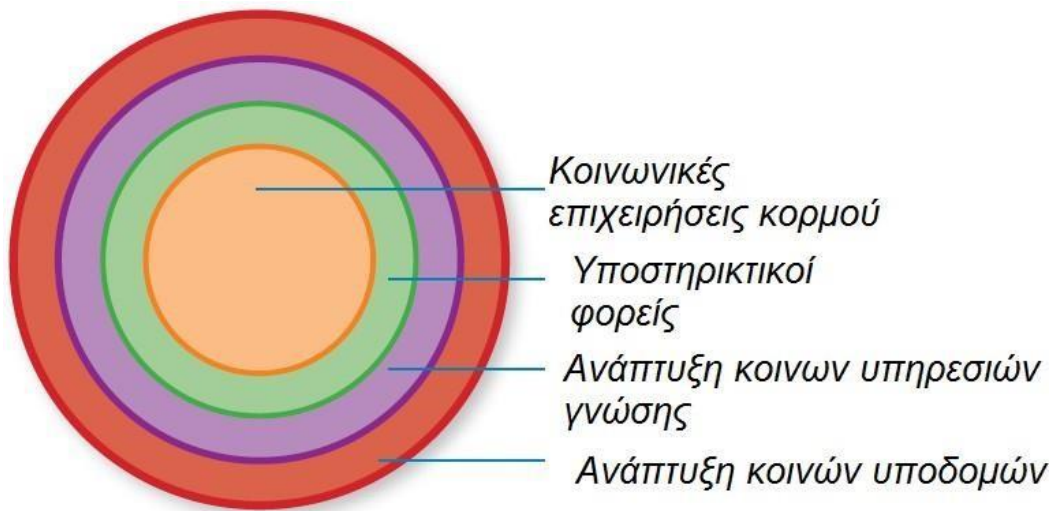 Κοινωνικές
επιχειρήσεις κορμού
Υποστηρικτικοί
φορείς
Ανάπτυξη κοινων υπηρεσιών
γνώσης
Ανάπτυξη κοινών υποδομών